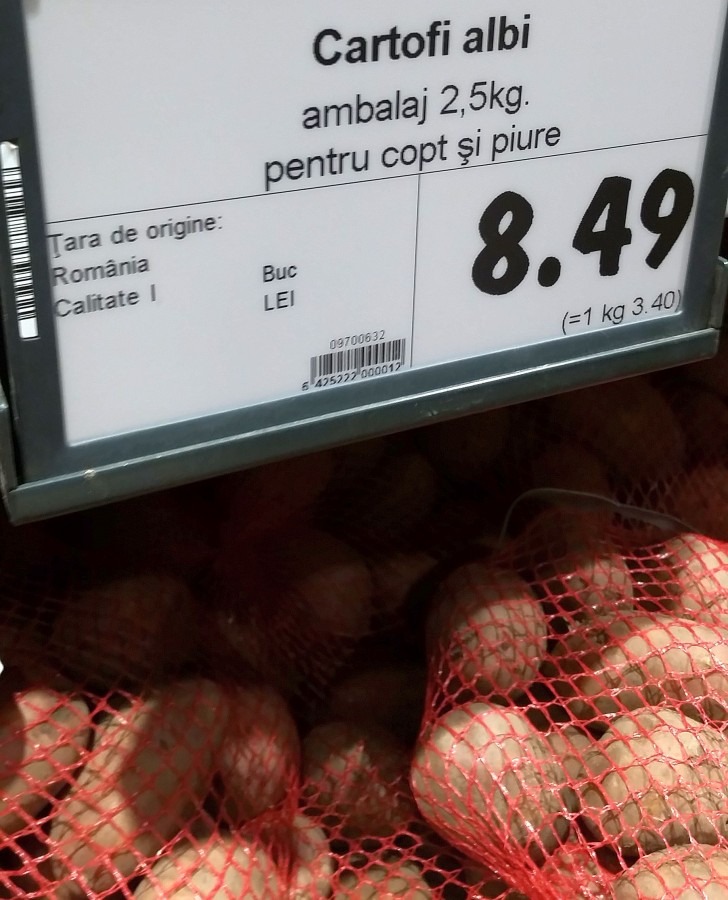 Cartofi albi
ambalaj 2,5kg.
pentru copt şi piure
Ţara de origine:
România
Calitate I
Buc
LEI
8.49
(=1 kg 3.40)
09700632
6 425222 000012